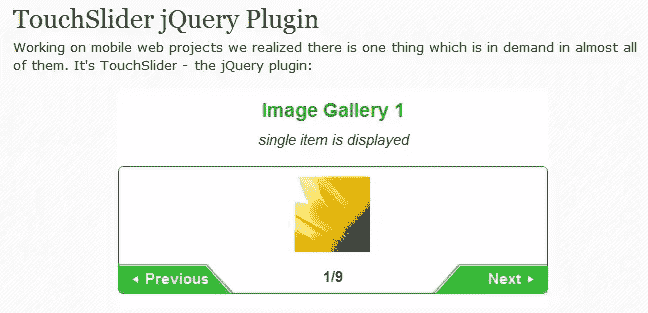 TouchSlider jQuery Plugin
Working on mobile web projects we realized there is one thing which is in demand in almost all
of them. It's TouchSlider - the jQuery plugin:
Image Gallery 1
single item is displayed
Previous 1/9 Next